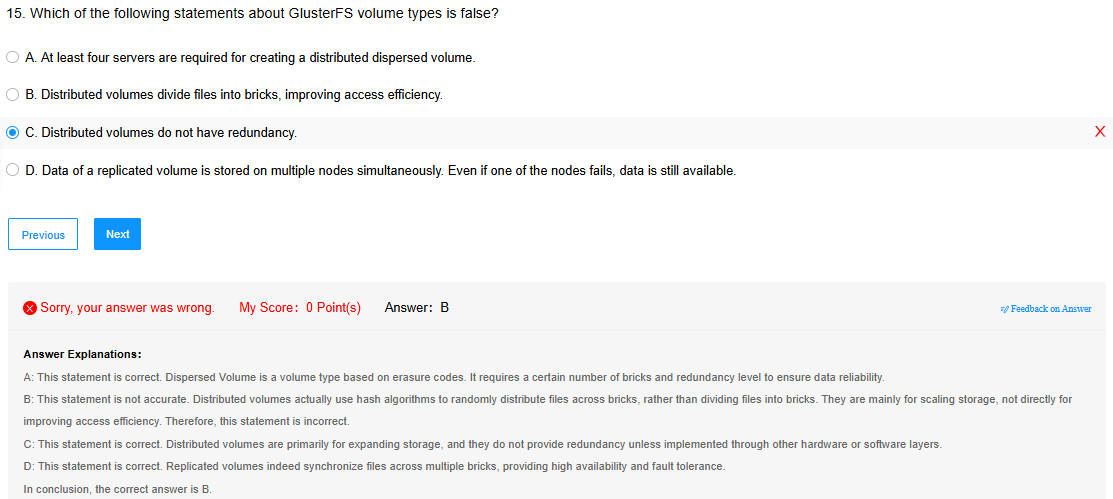 15. Which of the following statements about GlusterFS volume types is false?
A. At least four servers are required for creating a distributed dispersed volume.
B. Distributed volumes divide files into bricks, improving access efficiency.
C. Distributed volumes do not have redundancy.
D. Data of a replicated volume is stored on multiple nodes simultaneously. Even if one of the nodes fails, data is still available.
Previous Next
Sorry, your answer was wrong. My Score: 0 Point(s) Answer: B Feedback on Answer
Answer Explanations:
A: This statement is correct. Dispersed Volume is a volume type based on erasure codes. It requires a certain number of bricks and redundancy level to ensure data reliability.
B: This statement is not accurate. Distributed volumes actually use hash algorithms to randomly distribute files across bricks, rather than dividing files into bricks. They are mainly for scaling storage, not directly for
improving access efficiency. Therefore, this statement is incorrect.
C: This statement is correct. Distributed volumes are primarily for expanding storage, and they do not provide redundancy unless implemented through other hardware or software layers.
D: This statement is correct. Replicated volumes indeed synchronize files across multiple bricks, providing high availability and fault tolerance.
In conclusion, the correct answer is B.